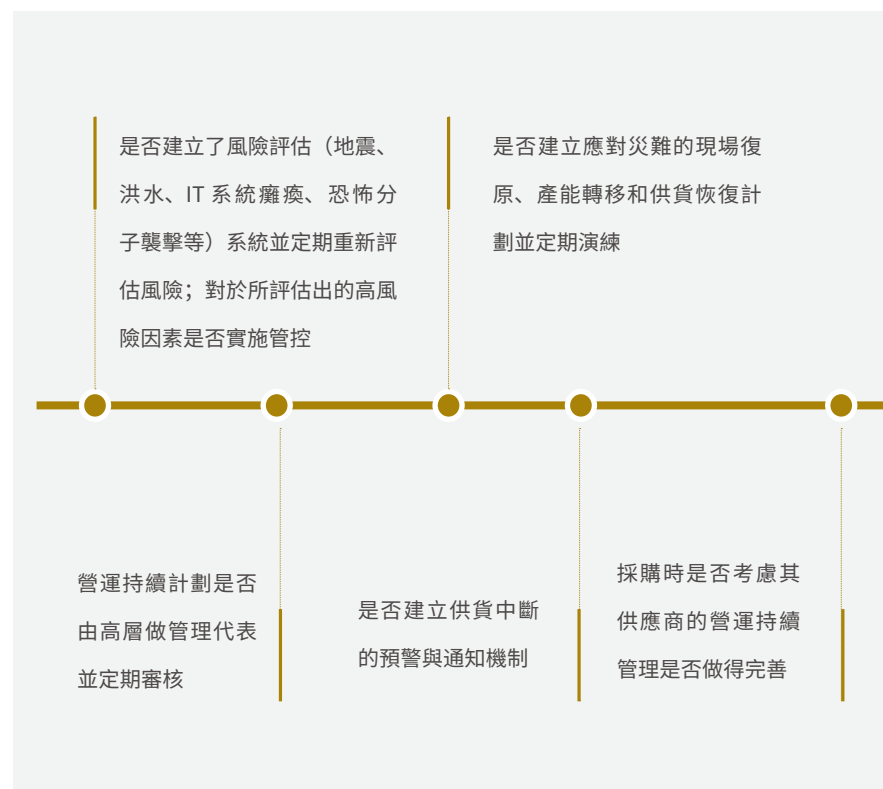 是否建立了風險評估（地震、
洪水、IT 系統癱瘓、恐怖分
子襲擊等）系統並定期重新評
估風險；對於所評估出的高風
險因素是否實施管控
是否建立應對災難的現場復
原、產能轉移和供貨恢復計
劃並定期演練
營運持續計劃是否
由高層做管理代表
並定期審核
是否建立供貨中斷
的預警與通知機制
採購時是否考慮其
供應商的營運持續
管理是否做得完善